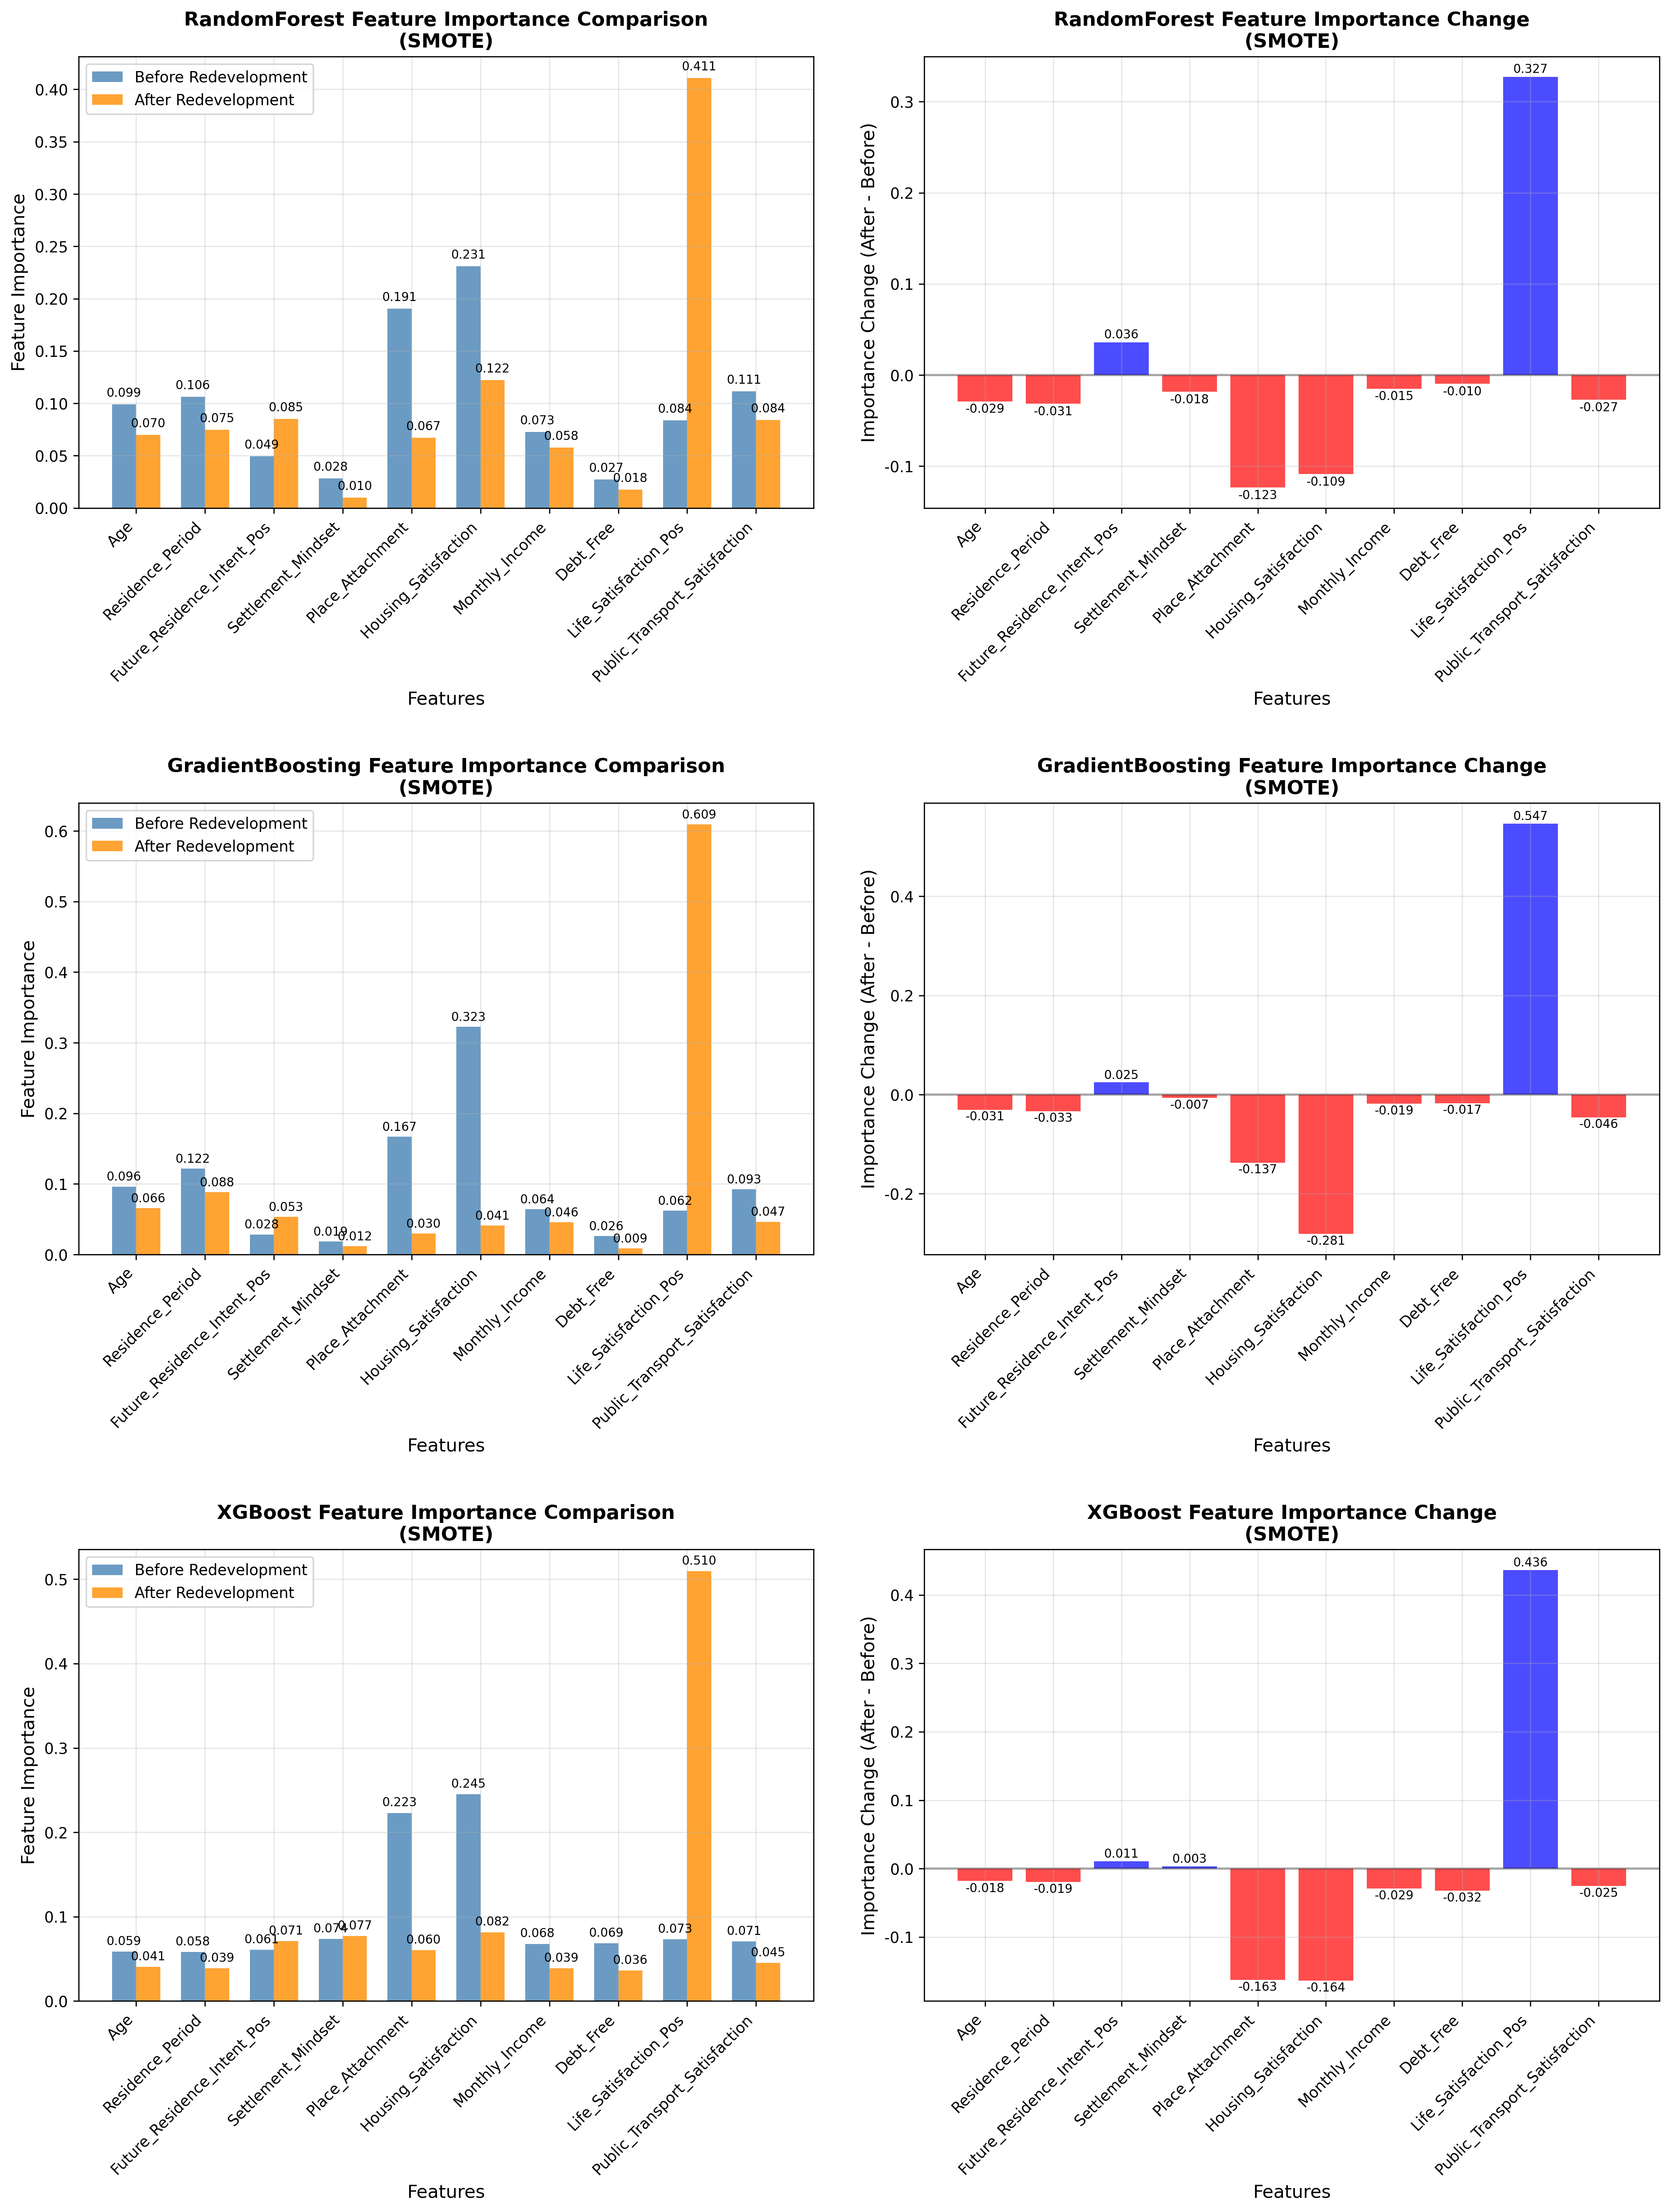 RandomForest Feature Importance Comparison
(SMOTE)
Before Redevelopment
After Redevelopment
Feature Importance
0.40
0.35
0.30
0.25
0.20
0.15
0.10
0.05
0.00
0.099
0.070
0.106
0.075
0.049
0.085
0.028
0.010
0.191
0.067
0.231
0.122
0.073
0.058
0.027
0.018
0.084
0.411
0.111
0.084
Age
Residence_Period
Future_Residence_Intent_Pos
Settlement_Mindset
Place_Attachment
Housing_Satisfaction
Monthly_Income
Debt_Free
Life_Satisfaction_Pos
Public_Transport_Satisfaction
Features
RandomForest Feature Importance Change
(SMOTE)
Importance Change (After - Before)
0.3
0.2
0.1
0.0
-0.1
-0.029
-0.031
0.036
-0.018
-0.123
-0.109
-0.015
-0.010
0.327
-0.027
Age
Residence_Period
Future_Residence_Intent_Pos
Settlement_Mindset
Place_Attachment
Housing_Satisfaction
Monthly_Income
Debt_Free
Life_Satisfaction_Pos
Public_Transport_Satisfaction
Features
GradientBoosting Feature Importance Comparison
(SMOTE)
Before Redevelopment
After Redevelopment
Feature Importance
0.6
0.5
0.4
0.3
0.2
0.1
0.0
0.096
0.066
0.122
0.088
0.028
0.053
0.019
0.012
0.167
0.030
0.323
0.041
0.064
0.046
0.026
0.009
0.062
0.609
0.093
0.047
Age
Residence_Period
Future_Residence_Intent_Pos
Settlement_Mindset
Place_Attachment
Housing_Satisfaction
Monthly_Income
Debt_Free
Life_Satisfaction_Pos
Public_Transport_Satisfaction
Features
GradientBoosting Feature Importance Change
(SMOTE)
Importance Change (After - Before)
0.4
0.2
0.0
-0.2
-0.031
-0.033
0.025
-0.007
-0.137
-0.281
-0.019
-0.017
0.547
-0.046
Age
Residence_Period
Future_Residence_Intent_Pos
Settlement_Mindset
Place_Attachment
Housing_Satisfaction
Monthly_Income
Debt_Free
Life_Satisfaction_Pos
Public_Transport_Satisfaction
Features
XGBoost Feature Importance Comparison
(SMOTE)
Before Redevelopment
After Redevelopment
Feature Importance
0.5
0.4
0.3
0.2
0.1
0.0
0.059
0.041
0.058
0.039
0.061
0.071
0.074
0.077
0.223
0.060
0.245
0.082
0.068
0.039
0.069
0.036
0.073
0.510
0.071
0.045
Age
Residence_Period
Future_Residence_Intent_Pos
Settlement_Mindset
Place_Attachment
Housing_Satisfaction
Monthly_Income
Debt_Free
Life_Satisfaction_Pos
Public_Transport_Satisfaction
Features
XGBoost Feature Importance Change
(SMOTE)
Importance Change (After - Before)
0.4
0.3
0.2
0.1
0.0
-0.1
-0.018
-0.019
0.011
0.003
-0.163
-0.164
-0.029
-0.032
0.436
-0.025
Age
Residence_Period
Future_Residence_Intent_Pos
Settlement_Mindset
Place_Attachment
Housing_Satisfaction
Monthly_Income
Debt_Free
Life_Satisfaction_Pos
Public_Transport_Satisfaction
Features